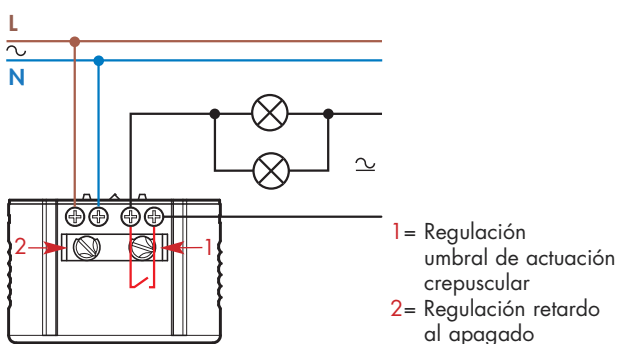 L
N
2
1
1= Regulación
umbral de actuación
crepuscular
2= Regulación retardo
al apagado